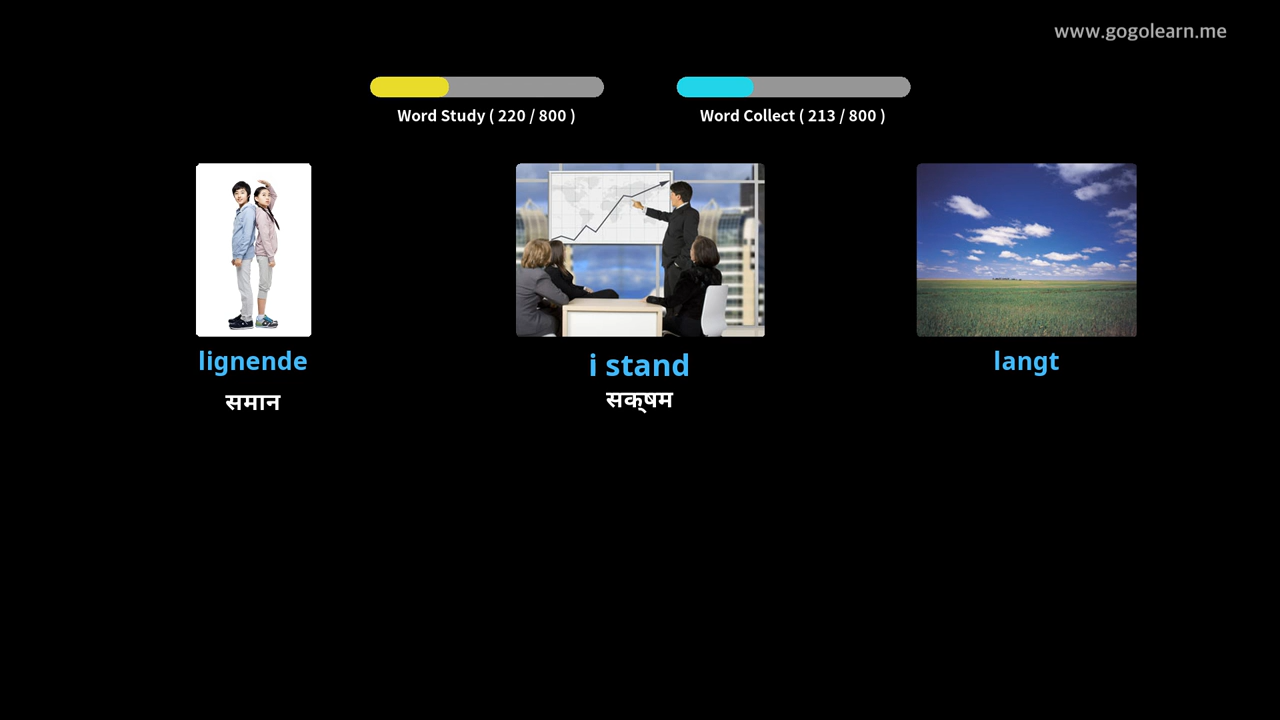 www.gogolearn.me
Word Study ( 220 / 800 )
Word Collect ( 213 / 800 )
lignende
i stand
langt
समान
सक्षम